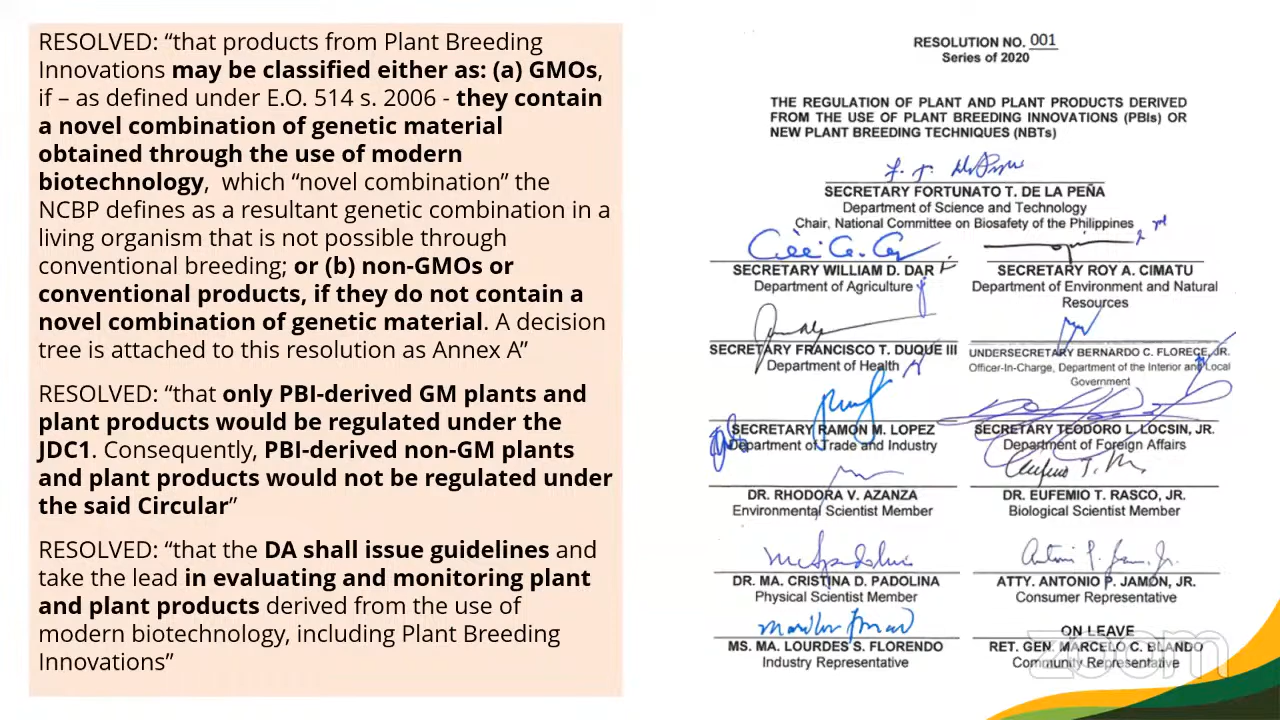 RESOLVED: “that products from Plant Breeding
Innovations may be classified either as: (a) GMOs,
if – as defined under E.O. 514 s. 2006 - they contain
a novel combination of genetic material
obtained through the use of modern
biotechnology, which “novel combination” the
NCBP defines as a resultant genetic combination in a
living organism that is not possible through
conventional breeding; or (b) non-GMOs or
conventional products, if they do not contain a
novel combination of genetic material. A decision
tree is attached to this resolution as Annex A”
RESOLVED: “that only PBI-derived GM plants and
plant products would be regulated under the
JDC1. Consequently, PBI-derived non-GM plants
and plant products would not be regulated under
the said Circular”
RESOLVED: “that the DA shall issue guidelines and
take the lead in evaluating and monitoring plant
and plant products derived from the use of
modern biotechnology, including Plant Breeding
Innovations”
RESOLUTION NO. 001
Series of 2020
THE REGULATION OF PLANT AND PLANT PRODUCTS DERIVED
FROM THE USE OF PLANT BREEDING INNOVATIONS (PBIs) OR
NEW PLANT BREEDING TECHNIQUES (NBTs)
SECRETARY FORTUNATO T. DE LA PEÑA
Department of Science and Technology
Chair, National Committee on Biosafety of the Philippines
SECRETARY WILLIAM D. DAR
Department of Agriculture
SECRETARY ROY A. CIMATU
Department of Environment and Natural
Resources
SECRETARY FRANCISCO T. DUQUE III
Department of Health
UNDERSECRETARY BERNARDO C. FLORECE, JR.
Officer-In-Charge, Department of the Interior and Local
Government
SECRETARY RAMON M. LOPEZ
Department of Trade and Industry
SECRETARY TEODORO L. LOCSIN, JR.
Department of Foreign Affairs
DR. RHODORA V. AZANZA
Environmental Scientist Member
DR. EUFEMIO T. RASCO, JR.
Biological Scientist Member
DR. MA. CRISTINA D. PADOLINA
Physical Scientist Member
ATTY. ANTONIO P. JAMON, JR.
Consumer Representative
MS. MA. LOURDES S. FLORENDO
Industry Representative
ON LEAVE
RET. GEN. MARCELO C. BLANDO
Community Representative
zoom